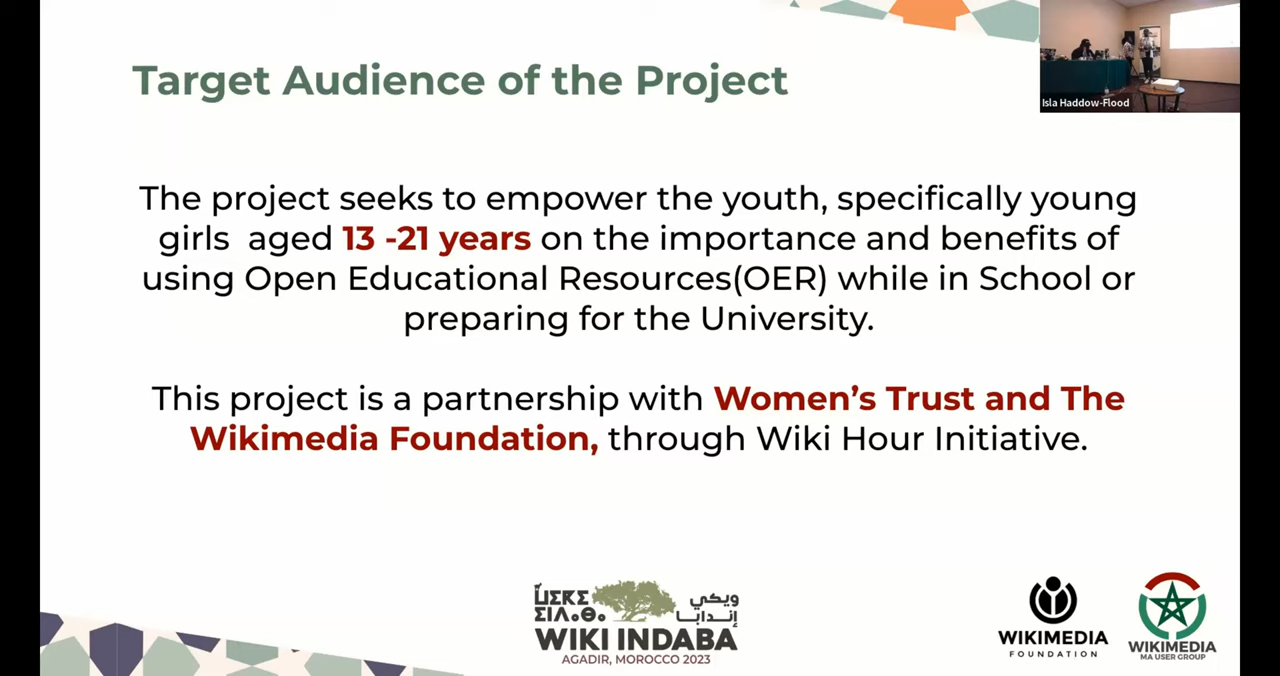 Target Audience of the Project
Isla Haddow-Flood
The project seeks to empower the youth, specifically young
girls  aged 13 -21 years on the importance and benefits of
using Open Educational Resources(OER) while in School or
preparing for the University.
This project is a partnership with Women’s Trust and The
Wikimedia Foundation, through Wiki Hour Initiative.
ⵡⵉⴽⵉ ويكي
ⵉⵏⴷⴰⴱⴰ إندابا
WIKI INDABA
AGADIR, MOROCCO 2023
WIKIMEDIA
FOUNDATION
WIKIMEDIA
MA USER GROUP